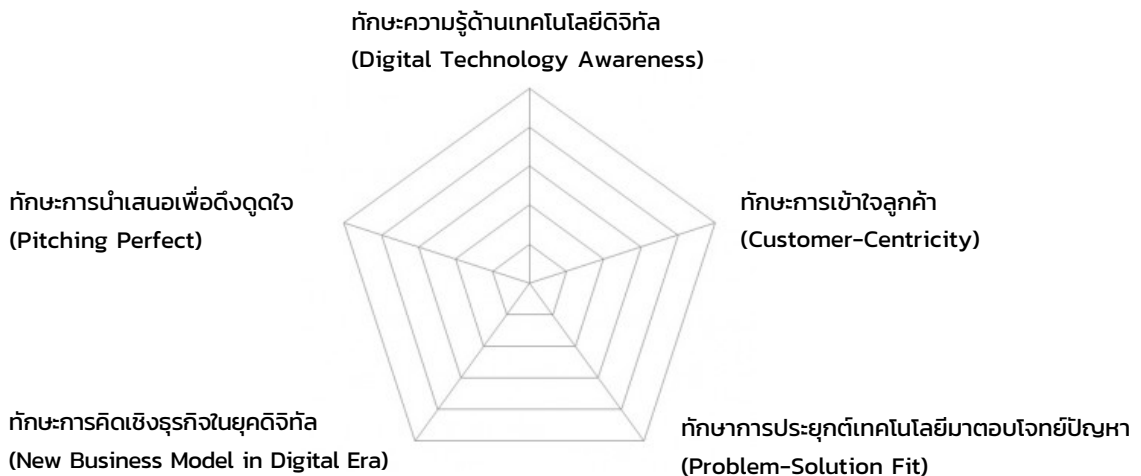 ทักษะความรู้ด้านเทคโนโลยีดิจิทัล
(Digital Technology Awareness)
ทักษะการนำเสนอเพื่อดึงดูดใจ
(Pitching Perfect)
ทักษะการเข้าใจลูกค้า
(Customer-Centricity)
ทักษะการคิดเชิงธุรกิจในยุคดิจิทัล
(New Business Model in Digital Era)
ทักษาการประยุกต์เทคโนโลยีมาตอบโจทย์ปัญหา
(Problem-Solution Fit)